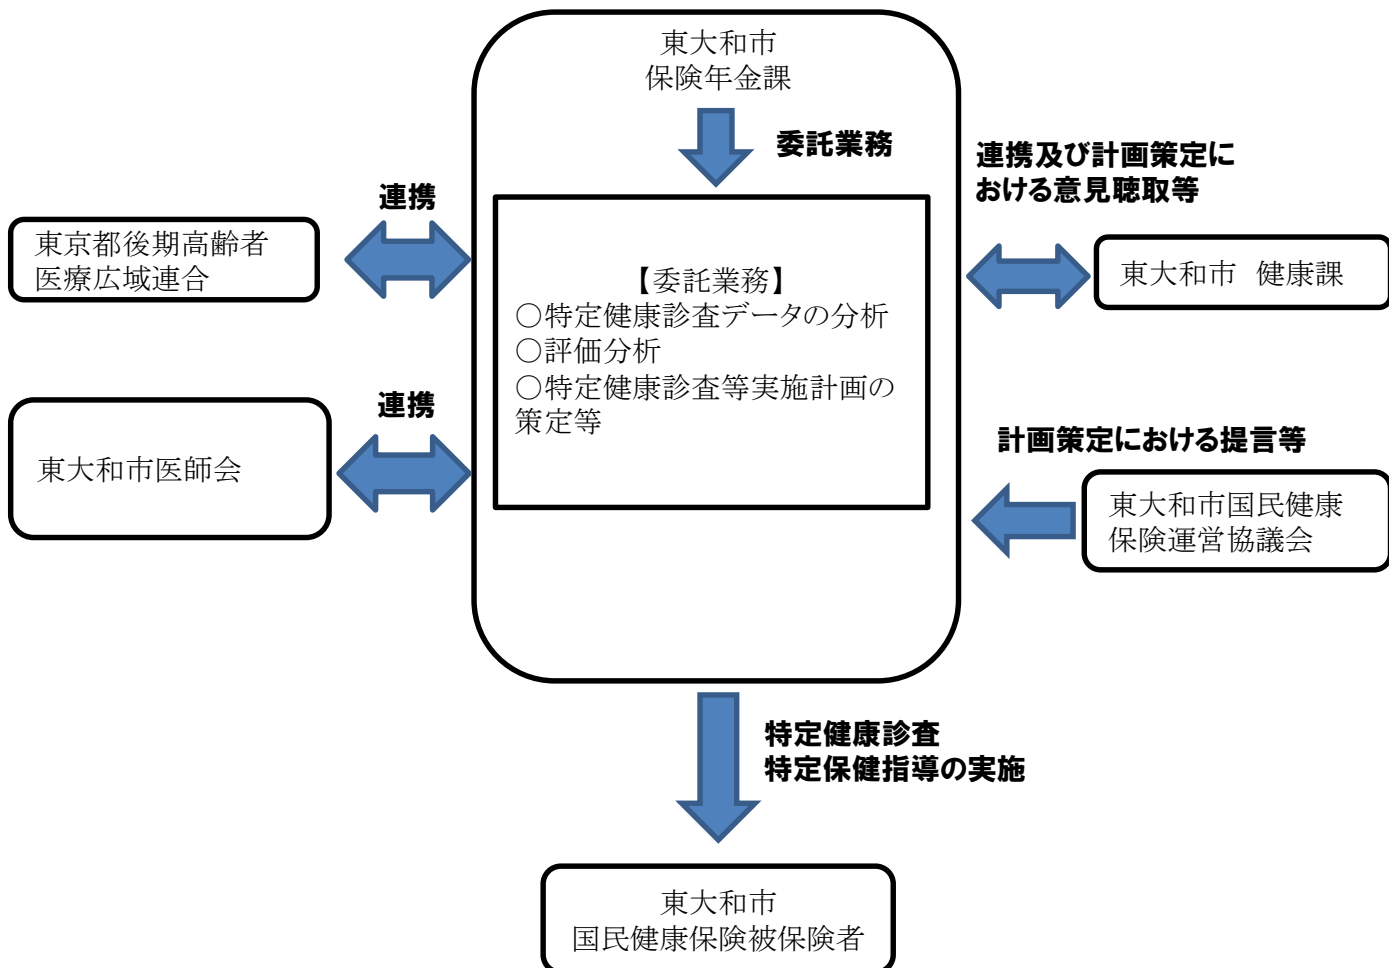 東大和市
保険年金課
委託業務
連携及び計画策定に
おける意見聴取等
連携
東京都後期高齢者
医療広域連合
東大和市 健康課
【委託業務】
○特定健康診査データの分析
○評価分析
○特定健康診査等実施計画の
策定等
連携
東大和市医師会
計画策定における提言等
東大和市国民健康
保険運営協議会
特定健康診査
特定保健指導の実施
東大和市
国民健康保険被保険者